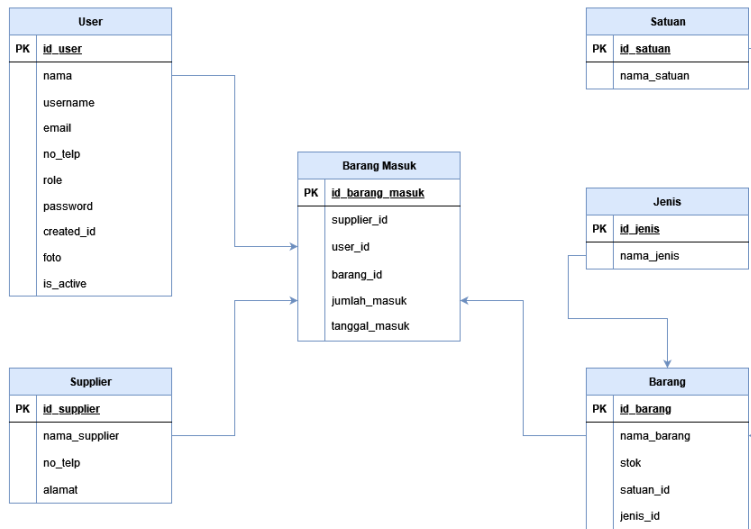 User
PK id_user
nama
username
email
no_telp
role
password
created_id
foto
is_active
Satuan
PK id_satuan
nama_satuan
Barang Masuk
PK id_barang_masuk
supplier_id
user_id
barang_id
jumlah_masuk
tanggal_masuk
Jenis
PK id_jenis
nama_jenis
Supplier
PK id_supplier
nama_supplier
no_telp
alamat
Barang
PK id_barang
nama_barang
stok
satuan_id
jenis_id